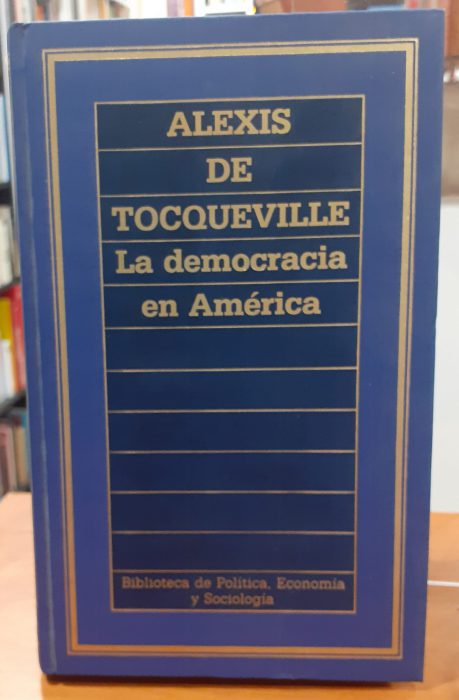 ALEXIS
DE
TOCQUEVILLE
La democracia
en América
Biblioteca de Política, Economía
y Sociología